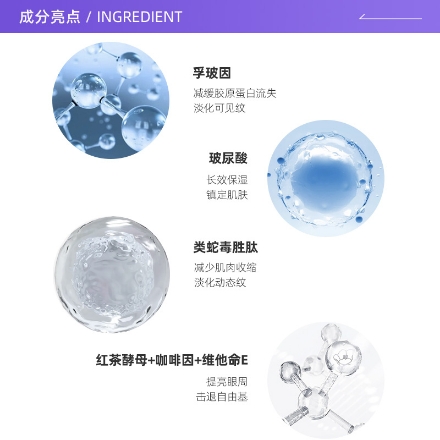 成分亮点 / INGREDIENT
孚玻因
减缓胶原蛋白流失
淡化可见纹
玻尿酸
长效保湿
镇定肌肤
类蛇毒胜肽
减少肌肉收缩
淡化动态纹
红茶酵母+咖啡因+维他命E
提亮眼周
击退自由基